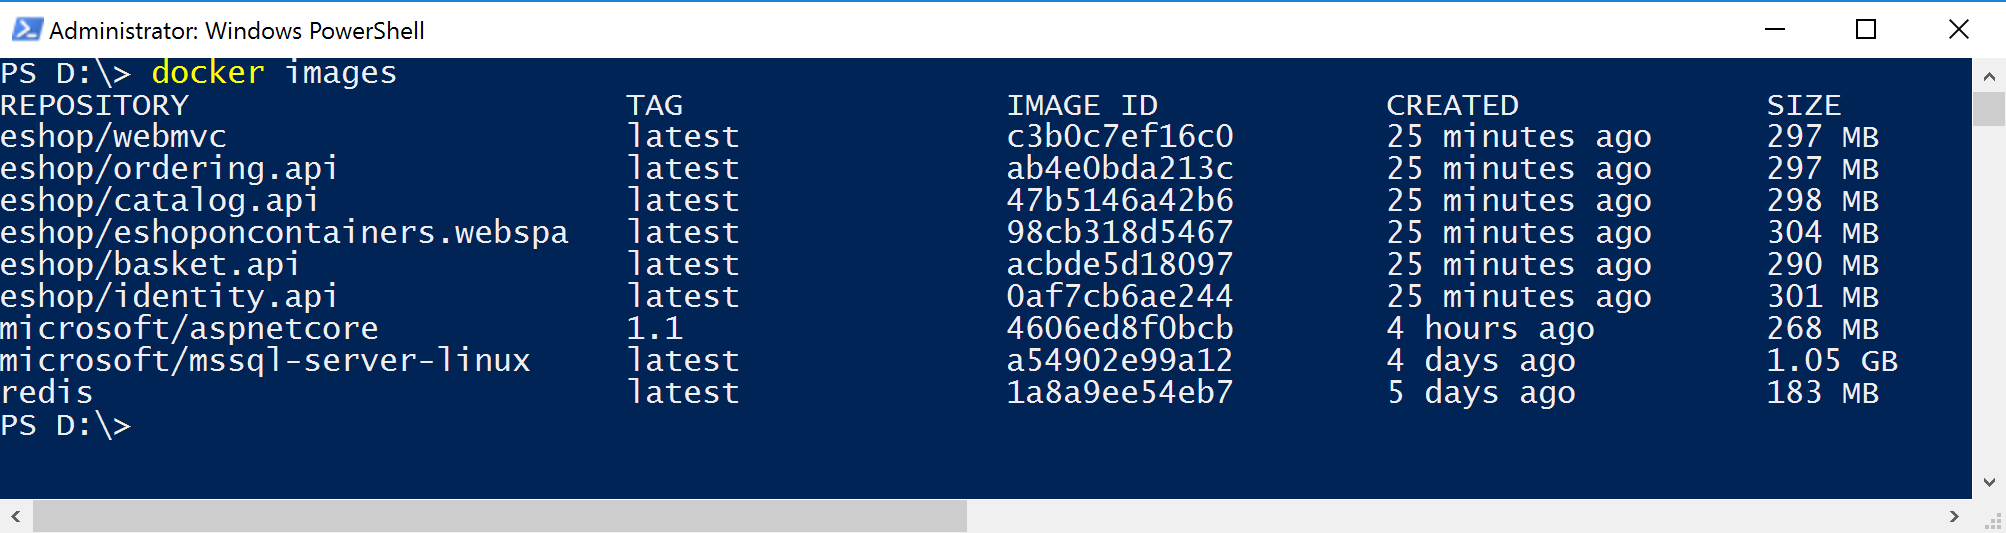 Administrator: Windows PowerShell
PS D:\> docker images
REPOSITORY TAG IMAGE ID CREATED SIZE
eshop/webmvc latest c3b0c7ef16c0 25 minutes ago 297 MB
eshop/ordering.api latest ab4e0bda213c 25 minutes ago 297 MB
eshop/catalog.api latest 47b5146a42b6 25 minutes ago 298 MB
eshop/eshoponcontainers.webspa latest 98cb318d5467 25 minutes ago 304 MB
eshop/basket.api latest acbde5d18097 25 minutes ago 290 MB
eshop/identity.api latest 0af7cb6ae244 25 minutes ago 301 MB
microsoft/aspnetcore 1.1 4606ed8f0bcb 4 hours ago 268 MB
microsoft/mssql-server-linux latest a54902e99a12 4 days ago 1.05 GB
redis latest 1a8a9ee54eb7 5 days ago 183 MB
PS D:\>